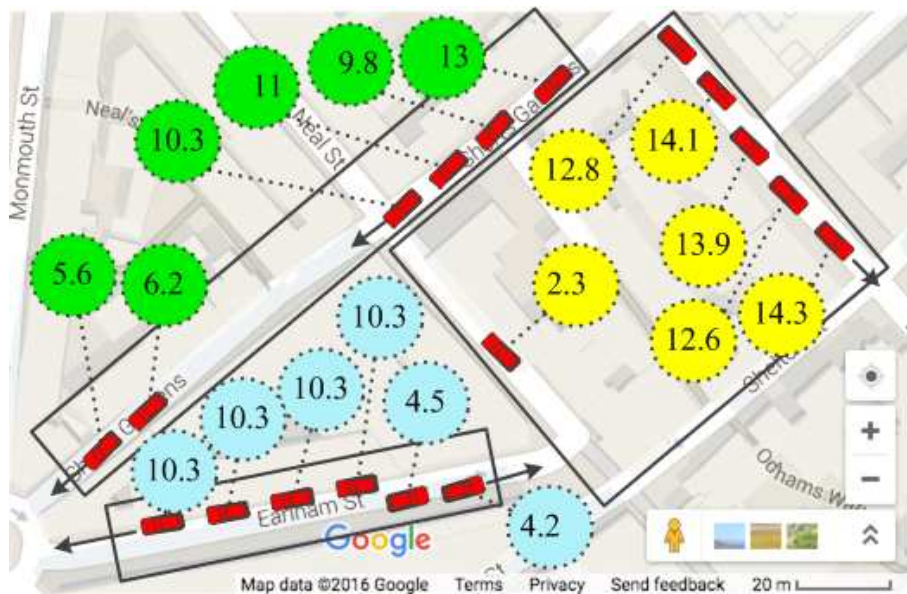 9.8
13
11
10.3
Neal's
Neal St
Monmouth St
14.1
12.8
13.9
2.3
5.6
6.2
10.3
12.6
14.3
10.3
10.3
4.5
10.3
Earlham St
Odhams Wa
4.2
Google
Map data ©2016 Google Terms Privacy Send feedback 20 m